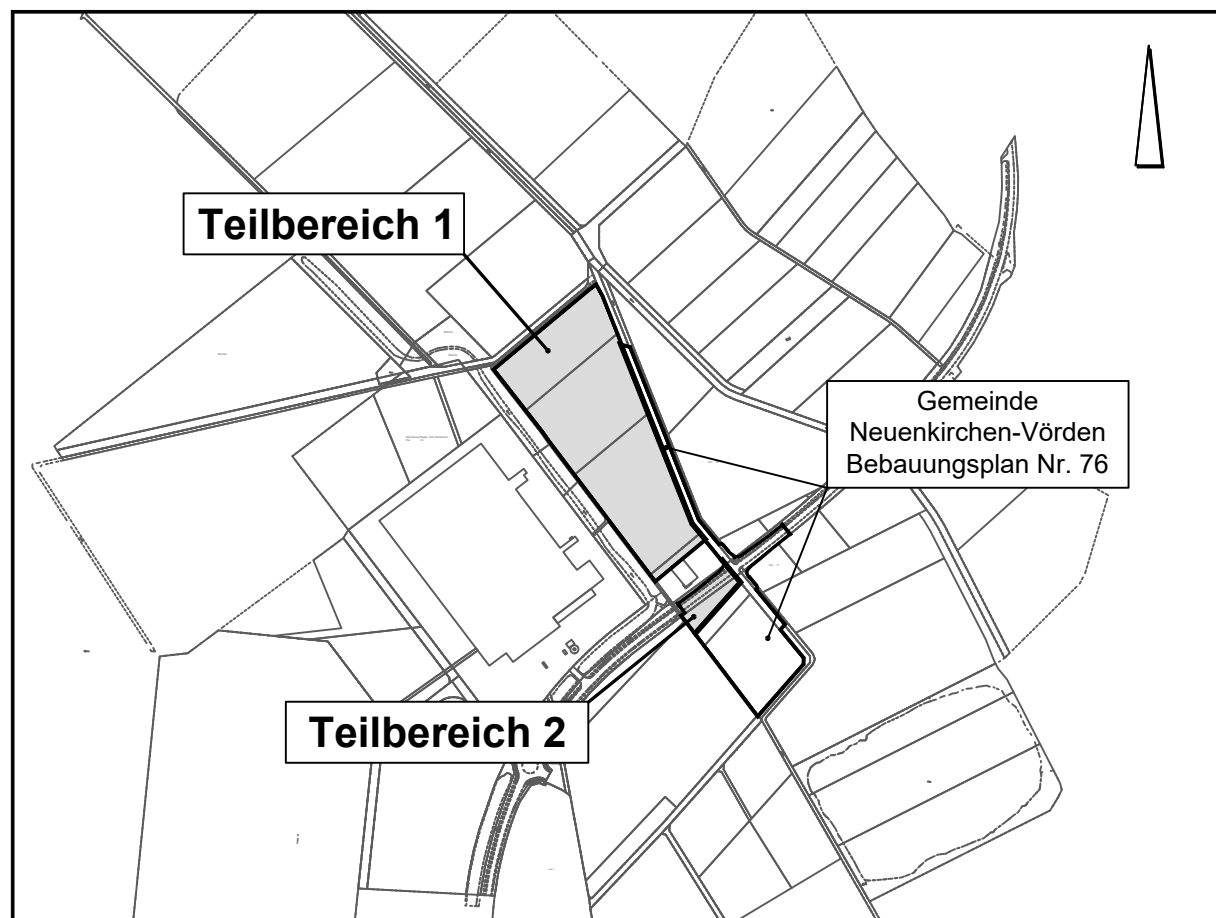 Teilbereich 1
Gemeinde
Neuenkirchen-Vörden
Bebauungsplan Nr. 76
Teilbereich 2